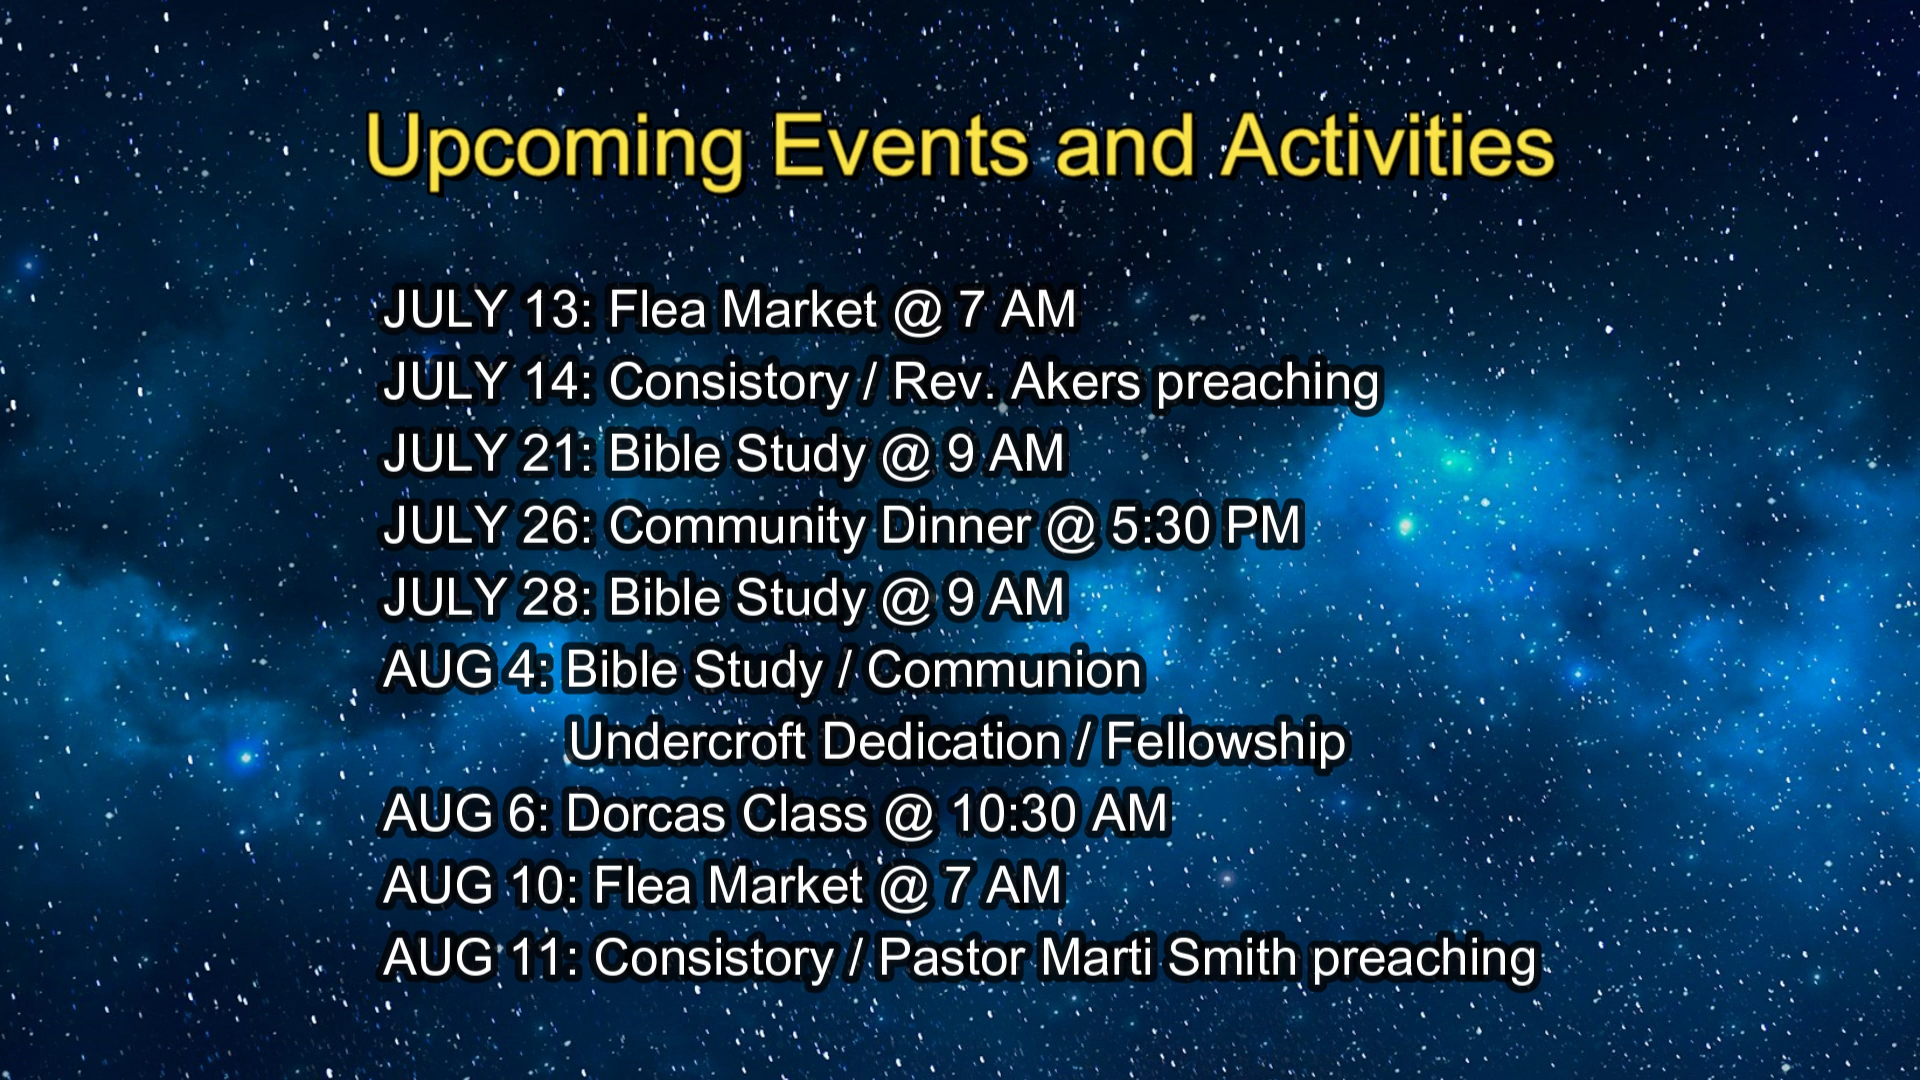 Upcoming Events and Activities
JULY 13: Flea Market @ 7 AM
JULY 14: Consistory / Rev. Akers preaching
JULY 21: Bible Study @ 9 AM
JULY 26: Community Dinner @ 5:30 PM
JULY 28: Bible Study @ 9 AM
AUG 4: Bible Study / Communion
Undercroft Dedication / Fellowship
AUG 6: Dorcas Class @ 10:30 AM
AUG 10: Flea Market @ 7 AM
AUG 11: Consistory / Pastor Marti Smith preaching